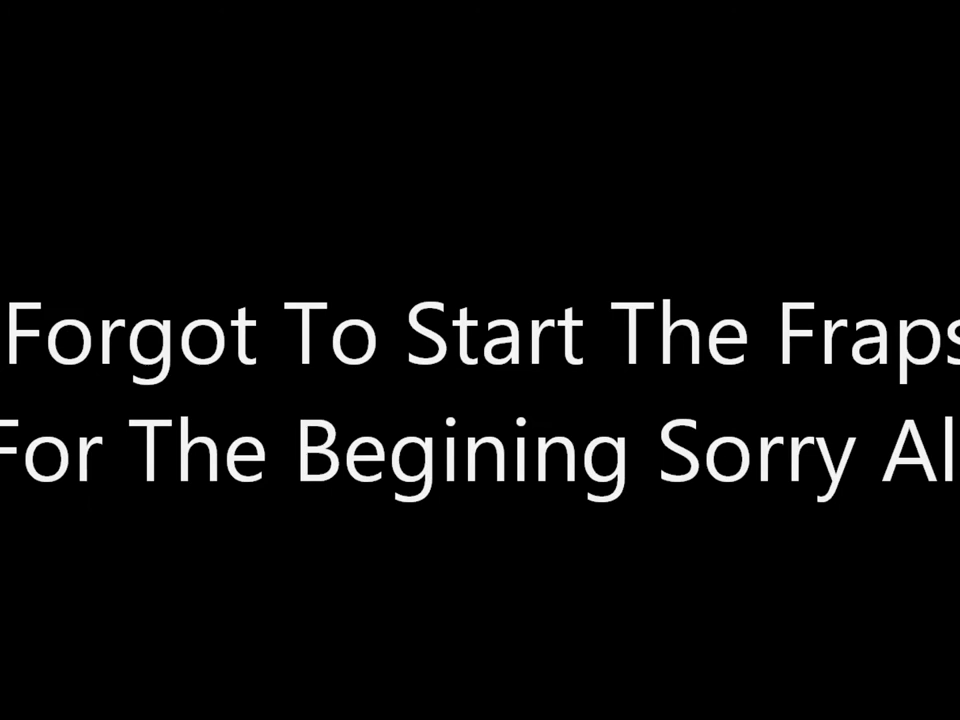 Forgot To Start The Fraps
For The Begining Sorry Al